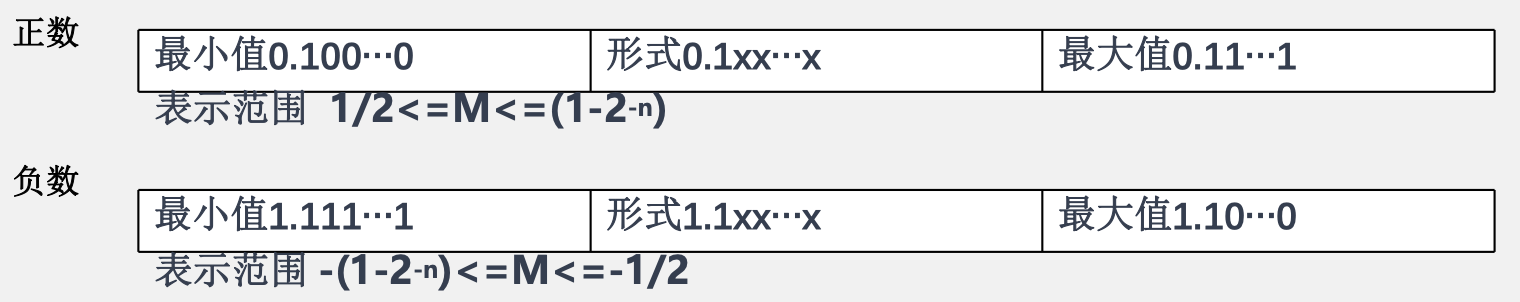 正数
最小值0.100…0 形式0.1xx…x 最大值0.11…1
表示范围 1/2<=M<=(1-2-n)
负数
最小值1.111…1 形式1.1xx…x 最大值1.10…0
表示范围 -(1-2-n)<=M<=-1/2